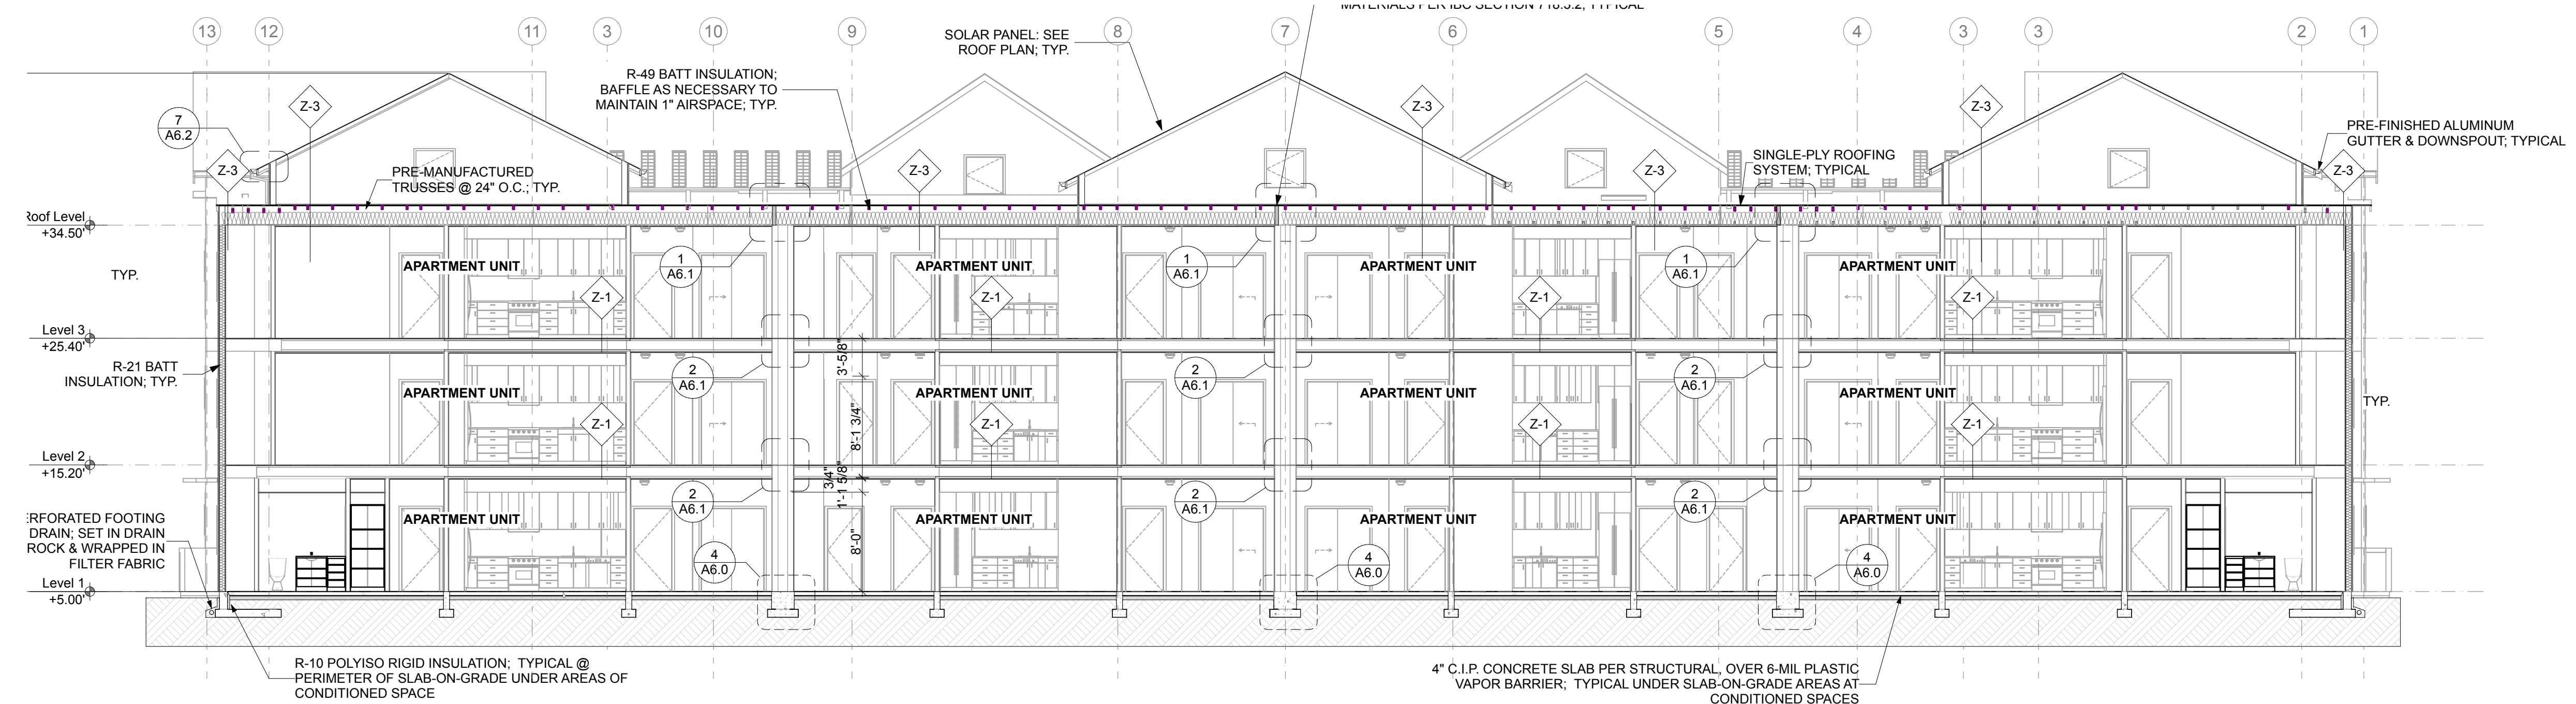 MATERIALS PER IBC SECTION 718.3.2; TYPICAL
13
12
11
3
10
9
8
7
6
5
4
3
3
2
1
SOLAR PANEL: SEE
ROOF PLAN; TYP.
R-49 BATT INSULATION;
BAFFLE AS NECESSARY TO
MAINTAIN 1" AIRSPACE; TYP.
Z-3
Z-3
Z-3
7
A6.2
PRE-FINISHED ALUMINUM
GUTTER & DOWNSPOUT; TYPICAL
Z-3
PRE-MANUFACTURED
TRUSSES @ 24" O.C.; TYP.
Z-3
Z-3
SINGLE-PLY ROOFING
SYSTEM; TYPICAL
Z-3
Roof Level
+34.50'
TYP.
APARTMENT UNIT
1
A6.1
APARTMENT UNIT
1
A6.1
APARTMENT UNIT
1
A6.1
APARTMENT UNIT
Z-1
Z-1
Z-1
Z-1
Level 3
+25.40'
R-21 BATT
INSULATION; TYP.
3'-5/8"
2
A6.1
2
A6.1
2
A6.1
APARTMENT UNIT
APARTMENT UNIT
APARTMENT UNIT
APARTMENT UNIT
TYP.
Z-1
8'-1 3/4"
Z-1
Z-1
Z-1
Level 2
+15.20'
3/4"
1'-1 5/8"
2
A6.1
2
A6.1
2
A6.1
APARTMENT UNIT
APARTMENT UNIT
APARTMENT UNIT
APARTMENT UNIT
ERFORATED FOOTING
DRAIN; SET IN DRAIN
ROCK & WRAPPED IN
FILTER FABRIC
8'-0"
4
A6.0
4
A6.0
4
A6.0
Level 1
+5.00'
R-10 POLYISO RIGID INSULATION; TYPICAL @
PERIMETER OF SLAB-ON-GRADE UNDER AREAS OF
CONDITIONED SPACE
4" C.I.P. CONCRETE SLAB PER STRUCTURAL, OVER 6-MIL PLASTIC
VAPOR BARRIER; TYPICAL UNDER SLAB-ON-GRADE AREAS AT
CONDITIONED SPACES